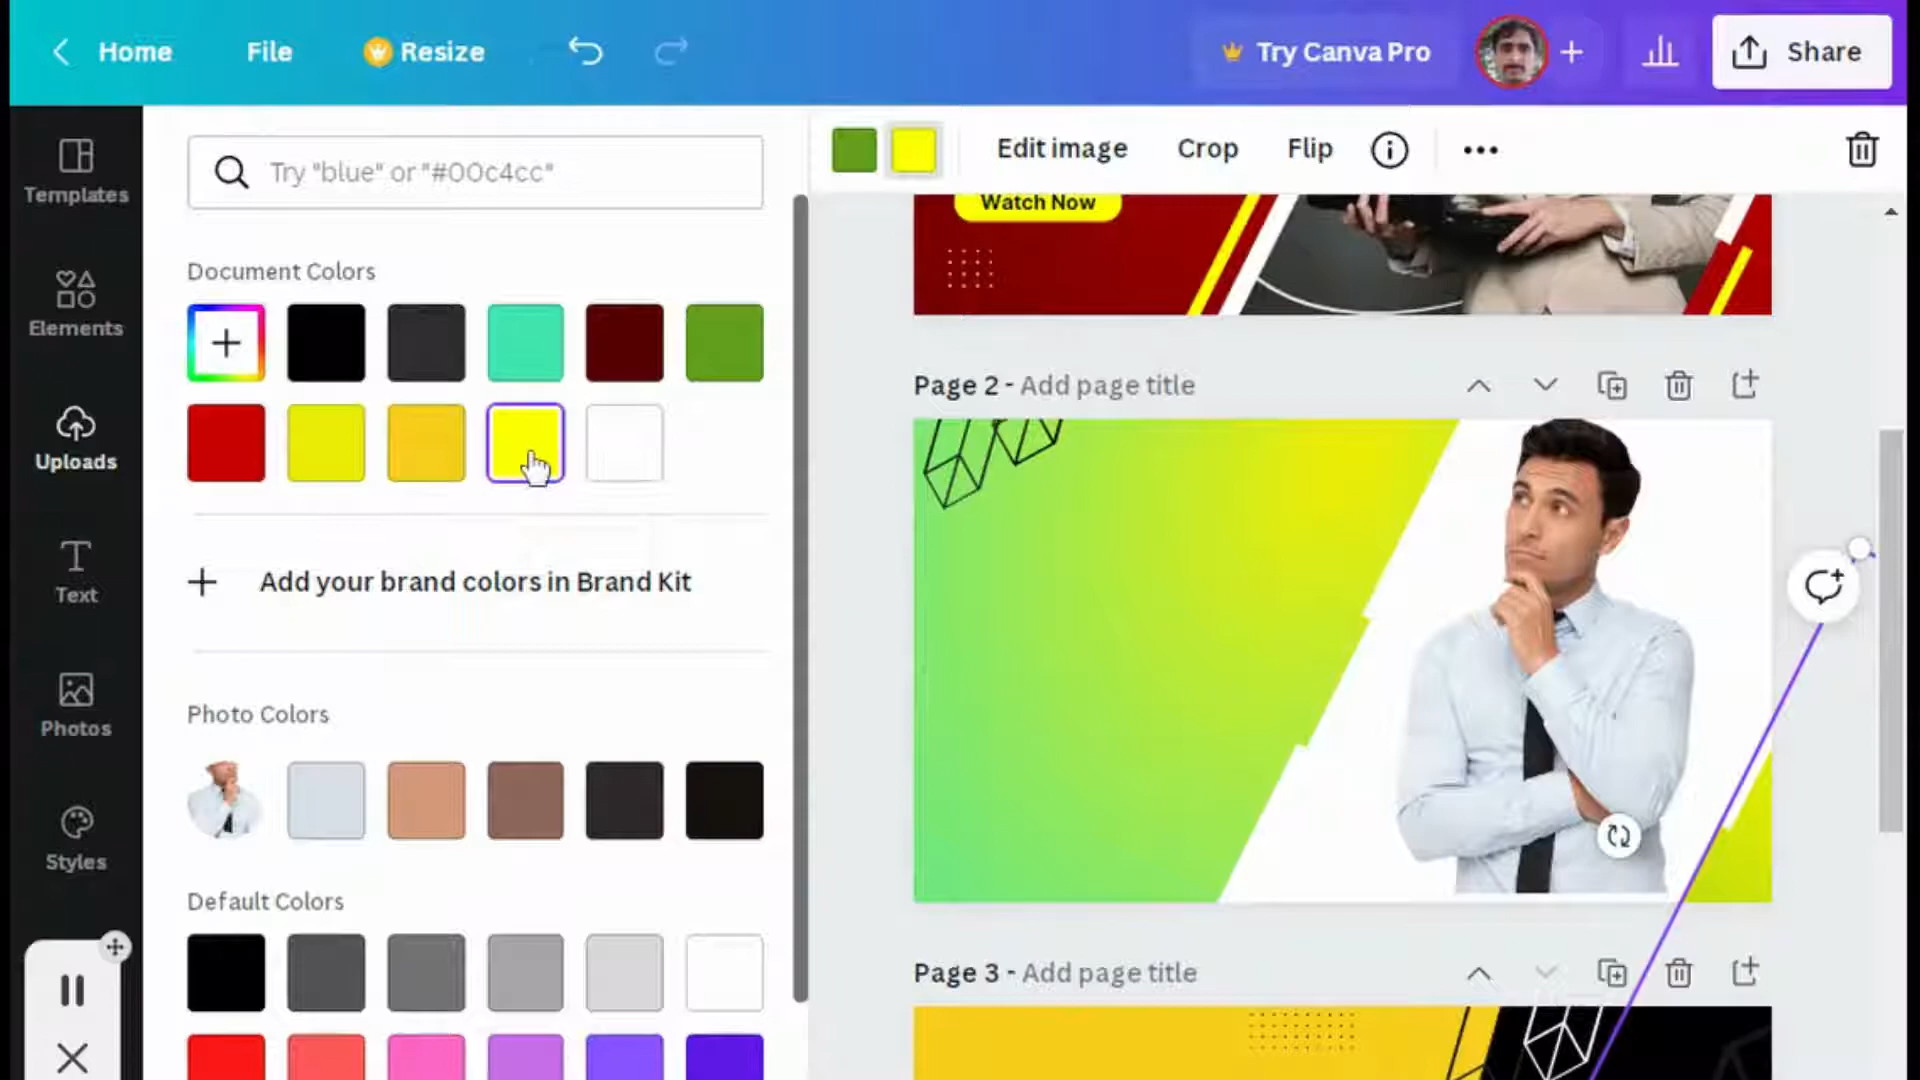 Home File Resize Try Canva Pro Share
Templates
Elements
Uploads
Text
Photos
Styles
Try "blue" or "#00c4cc"
Document Colors
Add your brand colors in Brand Kit
Photo Colors
Default Colors
Edit image Crop Flip
Watch Now
Page 2 - Add page title
Page 3 - Add page title